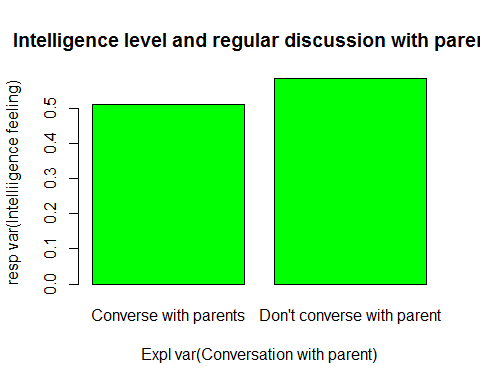 Intelligence level and regular discussion with paren
resp var(Intelliigence feeling)
0.5
0.4
0.3
0.2
0.1
0.0
Converse with parents Don't converse with parent
Expl var(Conversation with parent)